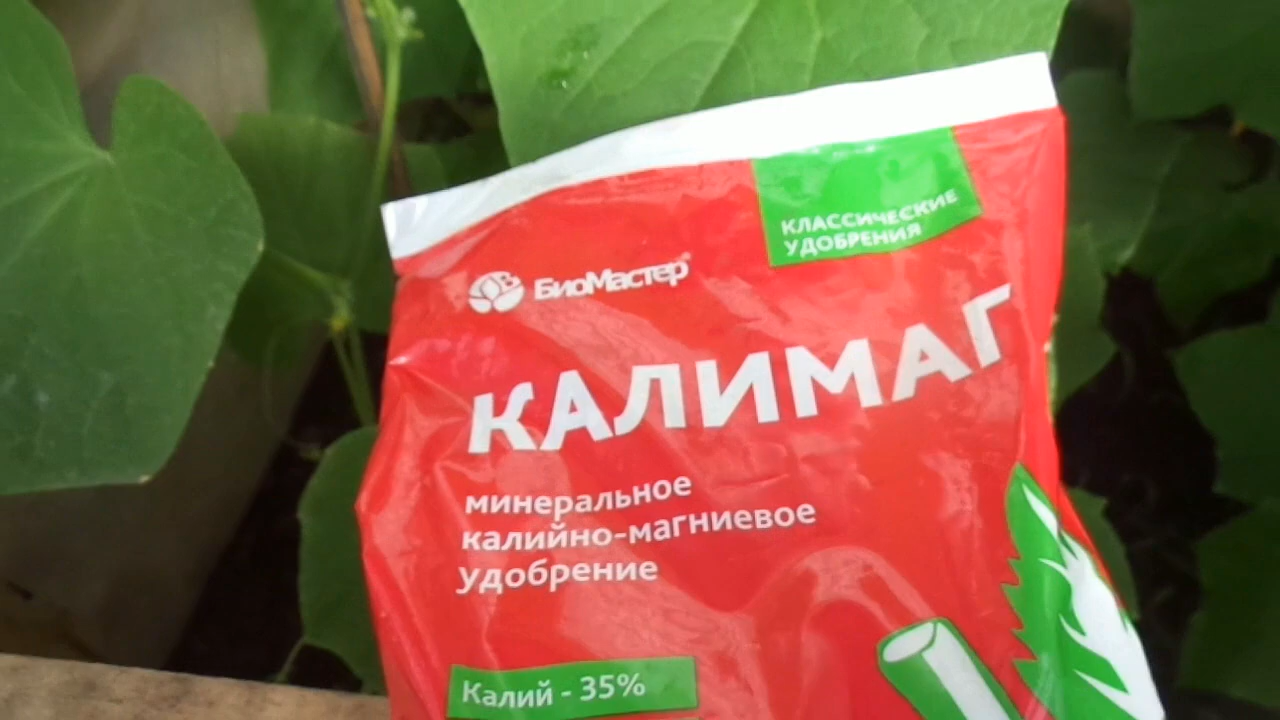 КЛАССИЧЕСКИЕ
УДОБРЕНИЯ
БиоМастер®
КАЛИМАГ
минеральное
калийно-магниевое
удобрение
Калий - 35%